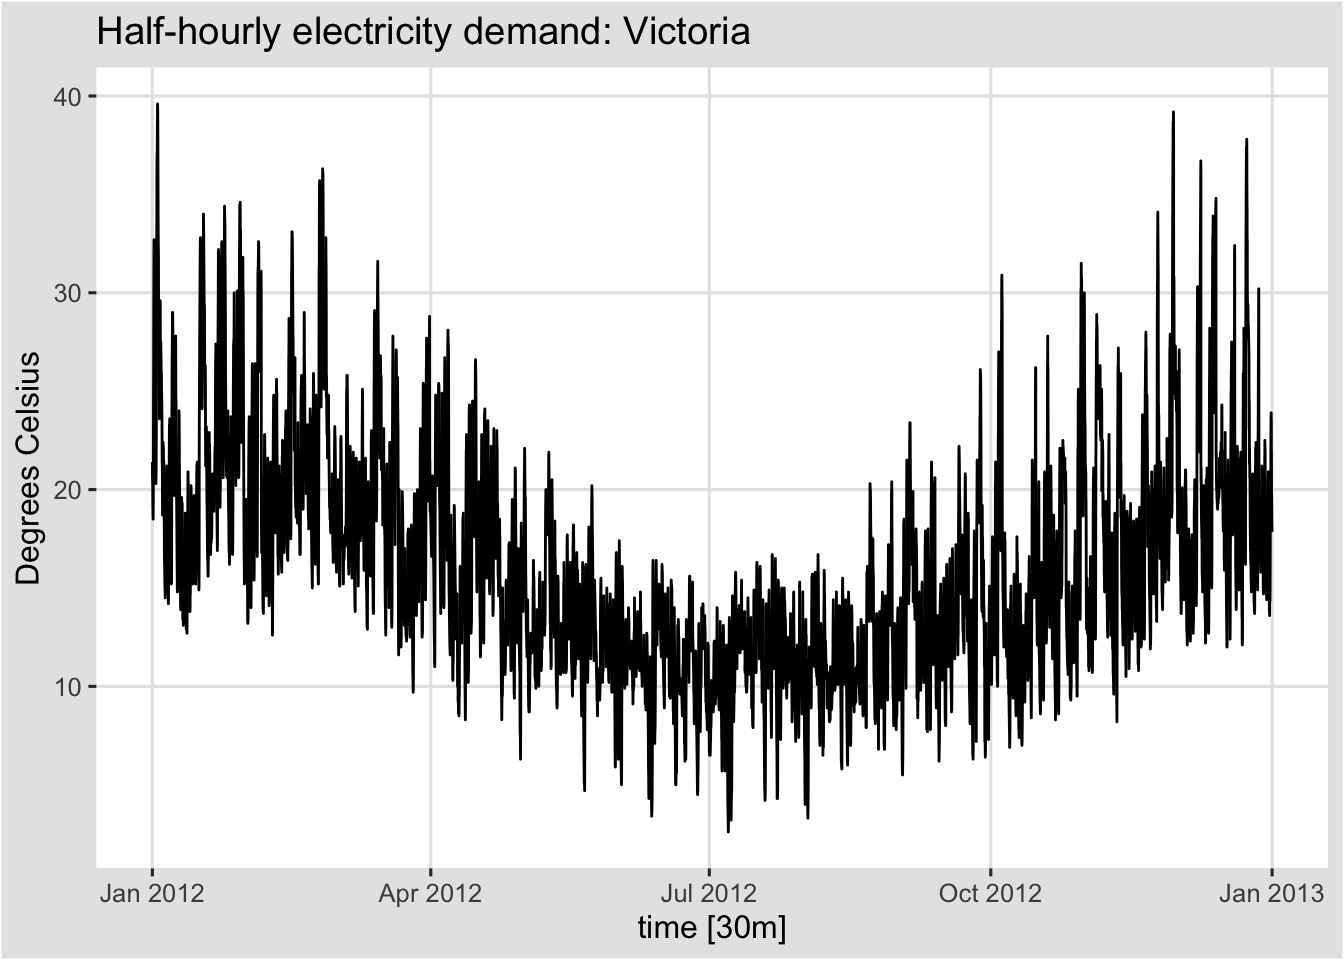 Half-hourly electricity demand: Victoria
40
30
20
10
Degrees Celsius
Jan 2012
Apr 2012
Jul 2012
Oct 2012
Jan 2013
time [30m]